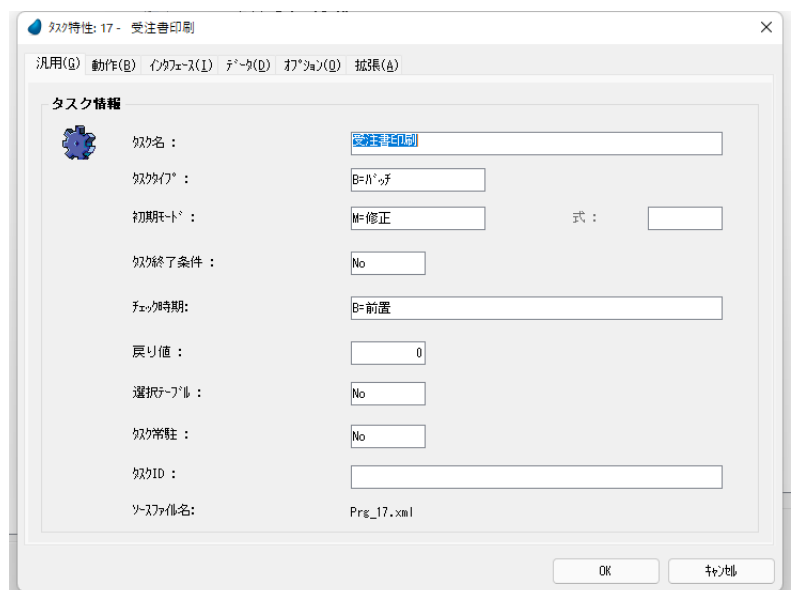 ﾀｽｸ特性: 17 - 受注書印刷
汎用(G) 動作(B) ｲﾝﾀﾌｪｰｽ(I) ﾃﾞｰﾀ(D) ｵﾌﾟｼｮﾝ(O) 拡張(A)
タスク情報
ﾀｽｸ名： 受注書印刷
ﾀｽｸﾀｲﾌﾟ： B=ﾊﾞｯﾁ
初期ﾓｰﾄﾞ： M=修正 式：
ﾀｽｸ終了条件： No
ﾁｪｯｸ時期: B=前置
戻り値： 0
選択ﾃｰﾌﾞﾙ： No
ﾀｽｸ常駐： No
ﾀｽｸID：
ｿｰｽﾌｧｲﾙ名: Prg_17.xml
OK ｷｬﾝｾﾙ